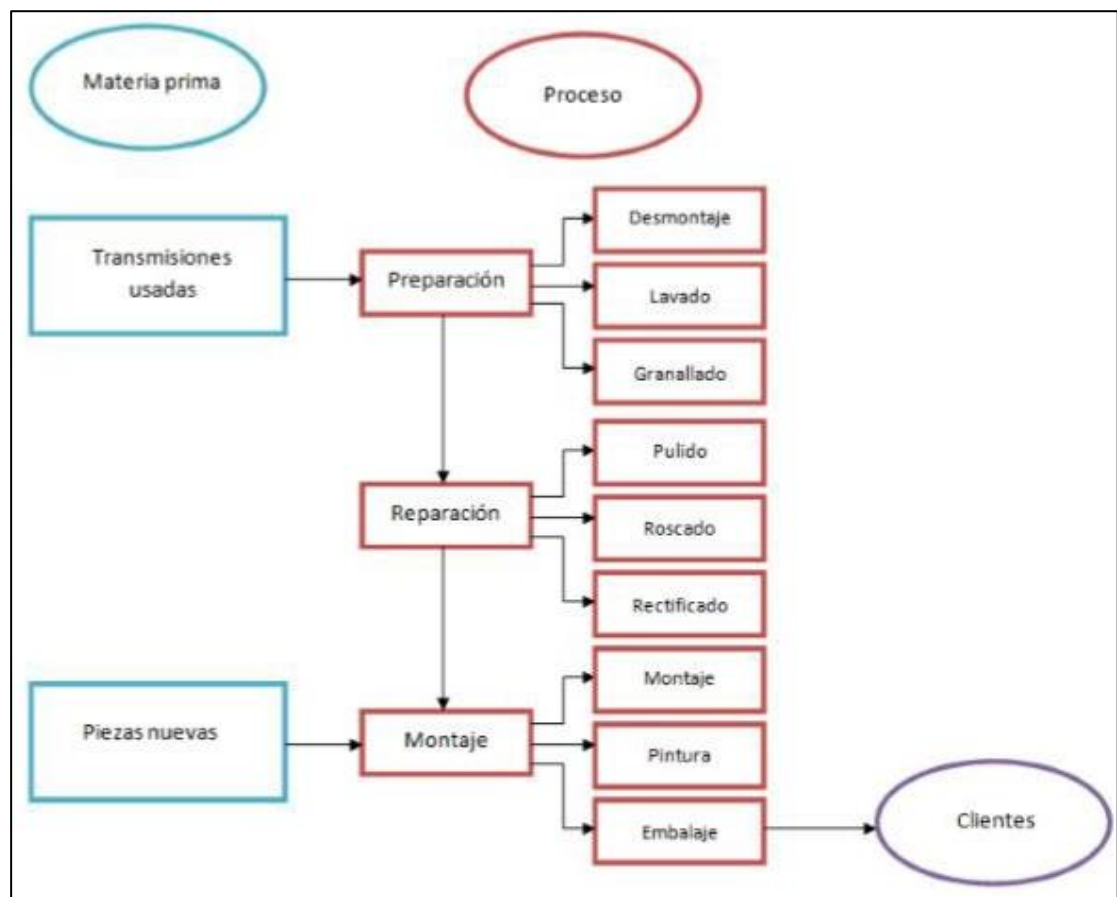 Materia prima
Proceso
Transmisiones
usadas
Preparación
Desmontaje
Lavado
Granallado
Reparación
Pulido
Roscado
Rectificado
Piezas nuevas
Montaje
Montaje
Pintura
Embalaje
Clientes